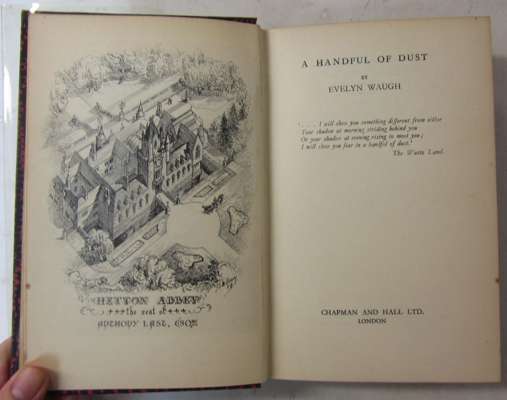 HETTON ABBEY
the seat of
ANTHONY LAST, ESQR
A HANDFUL OF DUST
BY
EVELYN WAUGH
'. . . . I will show you something different from either
Your shadow at morning striding behind you
Or your shadow at evening rising to meet you;
I will show you fear in a handful of dust.'
The Waste Land
CHAPMAN AND HALL LTD.
LONDON